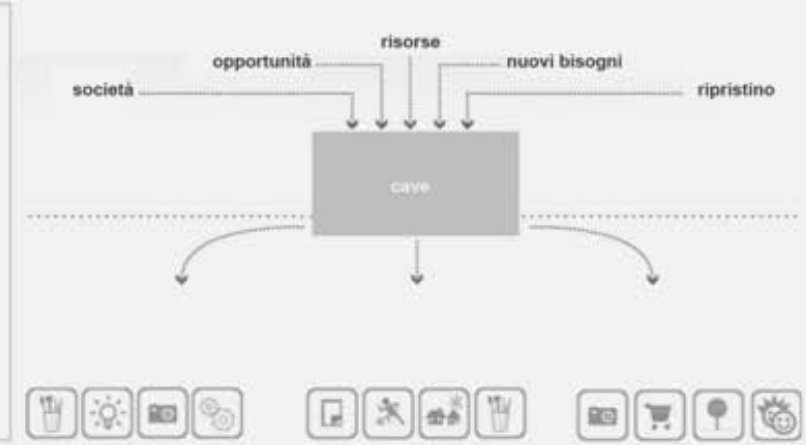 risorse
opportunità
nuovi bisogni
società
ripristino
cave